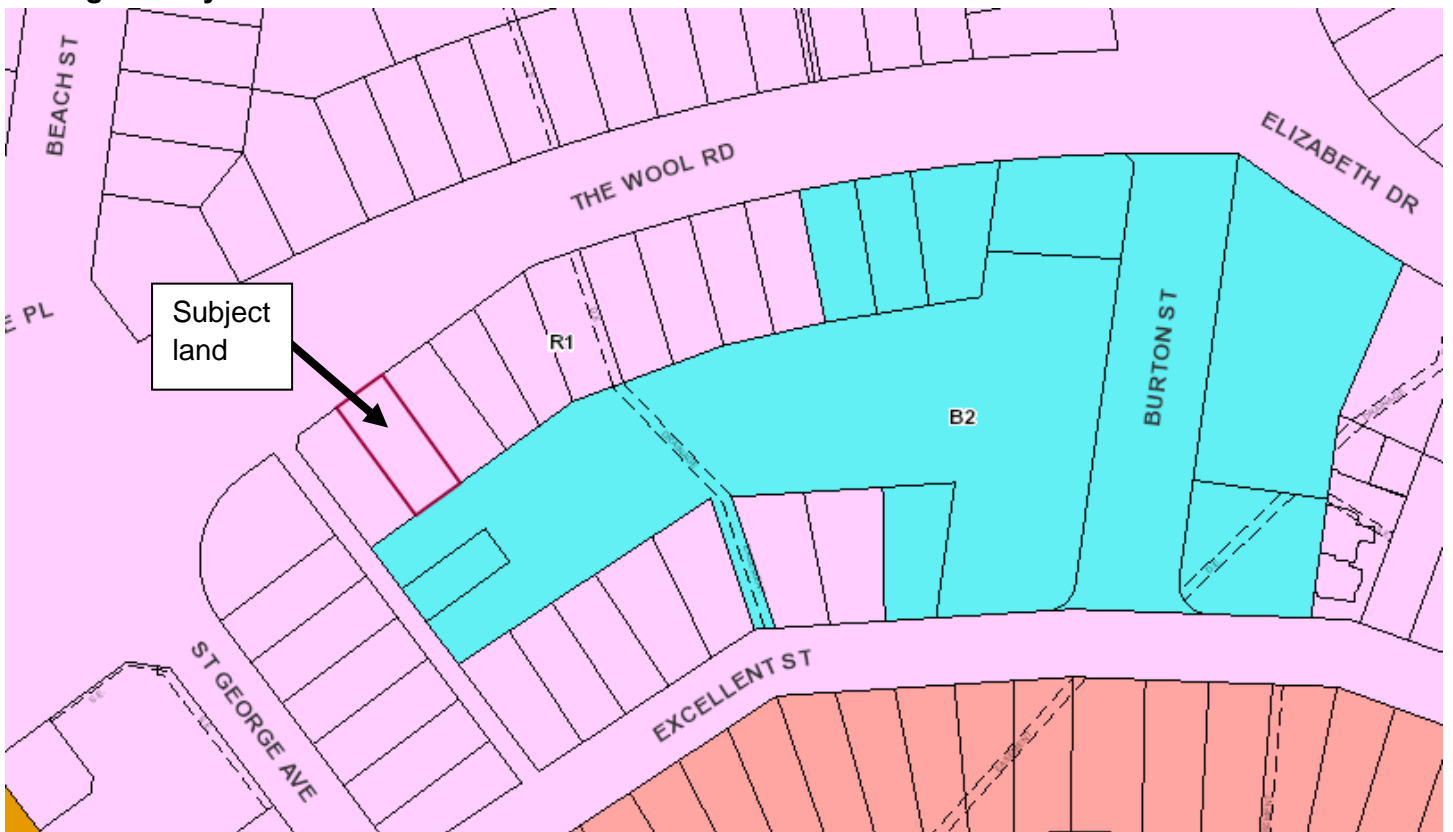 BEACH ST
THE WOOL RD
ELIZABETH DR
E PL
Subject
land
R1
BURTON ST
B2
ST GEORGE AVE
EXCELLENT ST